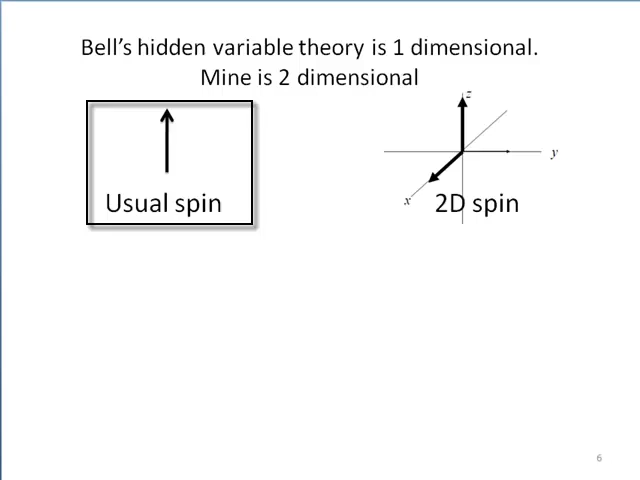 Bell's hidden variable theory is 1 dimensional.
Mine is 2 dimensional
z
y
Usual spin
x
2D spin
6